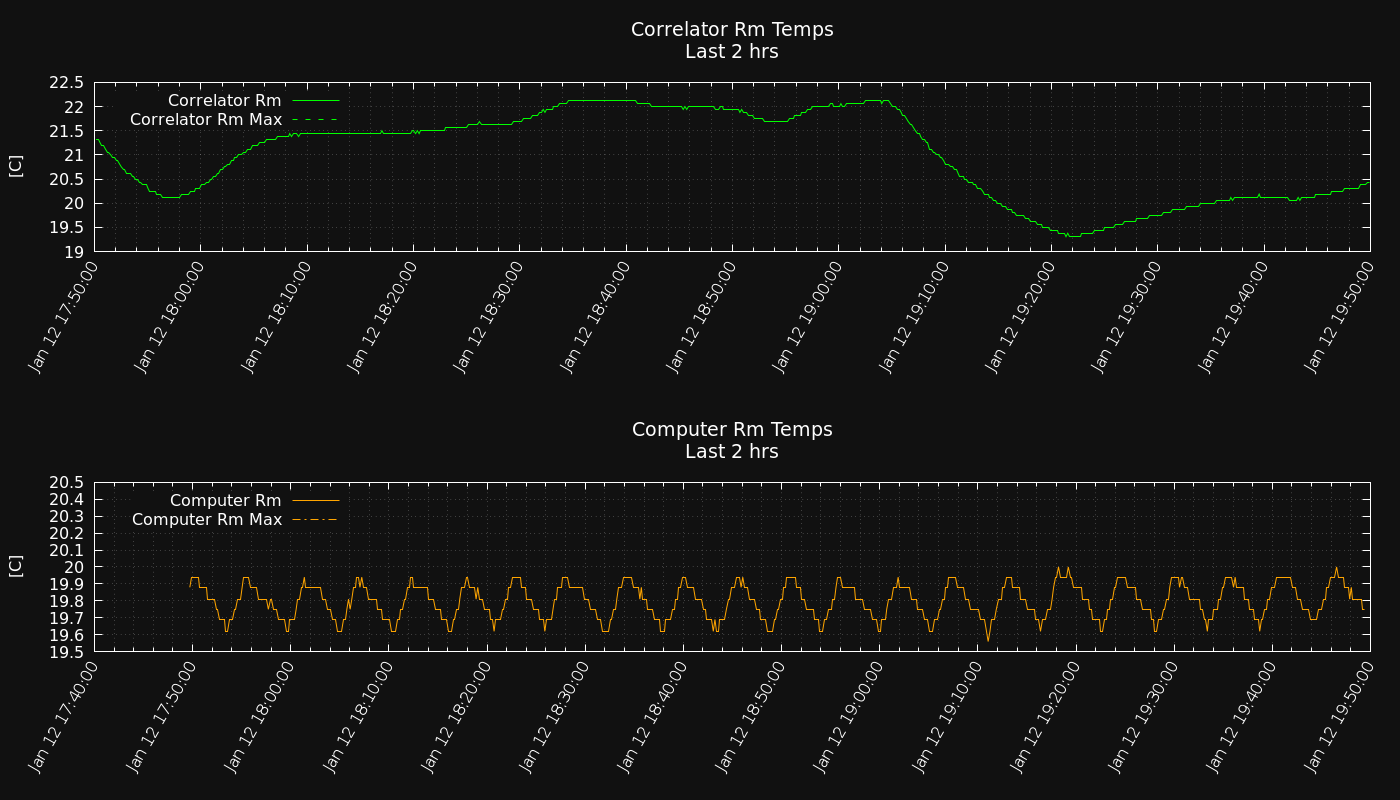 Correlator Rm Temps
Last 2 hrs
[C]
22.5
22
21.5
21
20.5
20
19.5
19
Correlator Rm
Correlator Rm Max
Jan 12 17:50:00
Jan 12 18:00:00
Jan 12 18:10:00
Jan 12 18:20:00
Jan 12 18:30:00
Jan 12 18:40:00
Jan 12 18:50:00
Jan 12 19:00:00
Jan 12 19:10:00
Jan 12 19:20:00
Jan 12 19:30:00
Jan 12 19:40:00
Jan 12 19:50:00
Computer Rm Temps
Last 2 hrs
[C]
20.5
20.4
20.3
20.2
20.1
20
19.9
19.8
19.7
19.6
19.5
Computer Rm
Computer Rm Max
Jan 12 17:40:00
Jan 12 17:50:00
Jan 12 18:00:00
Jan 12 18:10:00
Jan 12 18:20:00
Jan 12 18:30:00
Jan 12 18:40:00
Jan 12 18:50:00
Jan 12 19:00:00
Jan 12 19:10:00
Jan 12 19:20:00
Jan 12 19:30:00
Jan 12 19:40:00
Jan 12 19:50:00